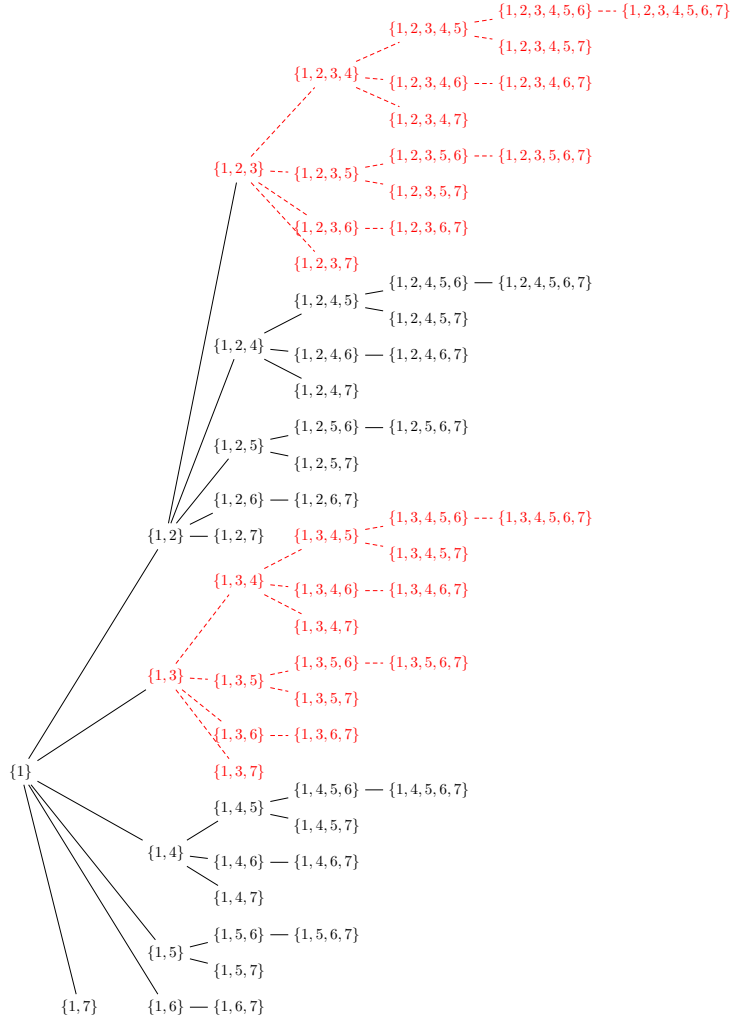 {1, 2, 3, 4, 5, 6} {1, 2, 3, 4, 5, 6, 7}
{1, 2, 3, 4, 5}
{1, 2, 3, 4, 5, 7}
{1, 2, 3, 4}
{1, 2, 3, 4, 6} {1, 2, 3, 4, 6, 7}
{1, 2, 3, 4, 7}
{1, 2, 3, 5, 6} {1, 2, 3, 5, 6, 7}
{1, 2, 3} {1, 2, 3, 5}
{1, 2, 3, 5, 7}
{1, 2, 3, 6} {1, 2, 3, 6, 7}
{1, 2, 3, 7}
{1, 2, 4, 5, 6} {1, 2, 4, 5, 6, 7}
{1, 2, 4, 5}
{1, 2, 4, 5, 7}
{1, 2, 4}
{1, 2, 4, 6} {1, 2, 4, 6, 7}
{1, 2, 4, 7}
{1, 2, 5, 6} {1, 2, 5, 6, 7}
{1, 2, 5}
{1, 2, 5, 7}
{1, 2, 6} {1, 2, 6, 7}
{1, 3, 4, 5, 6} {1, 3, 4, 5, 6, 7}
{1, 2} {1, 2, 7} {1, 3, 4, 5}
{1, 3, 4, 5, 7}
{1, 3, 4}
{1, 3, 4, 6} {1, 3, 4, 6, 7}
{1, 3, 4, 7}
{1, 3, 5, 6} {1, 3, 5, 6, 7}
{1, 3} {1, 3, 5}
{1, 3, 5, 7}
{1, 3, 6} {1, 3, 6, 7}
{1} {1, 3, 7}
{1, 4, 5, 6} {1, 4, 5, 6, 7}
{1, 4, 5}
{1, 4, 5, 7}
{1, 4}
{1, 4, 6} {1, 4, 6, 7}
{1, 4, 7}
{1, 5, 6} {1, 5, 6, 7}
{1, 5}
{1, 5, 7}
{1, 7} {1, 6} {1, 6, 7}